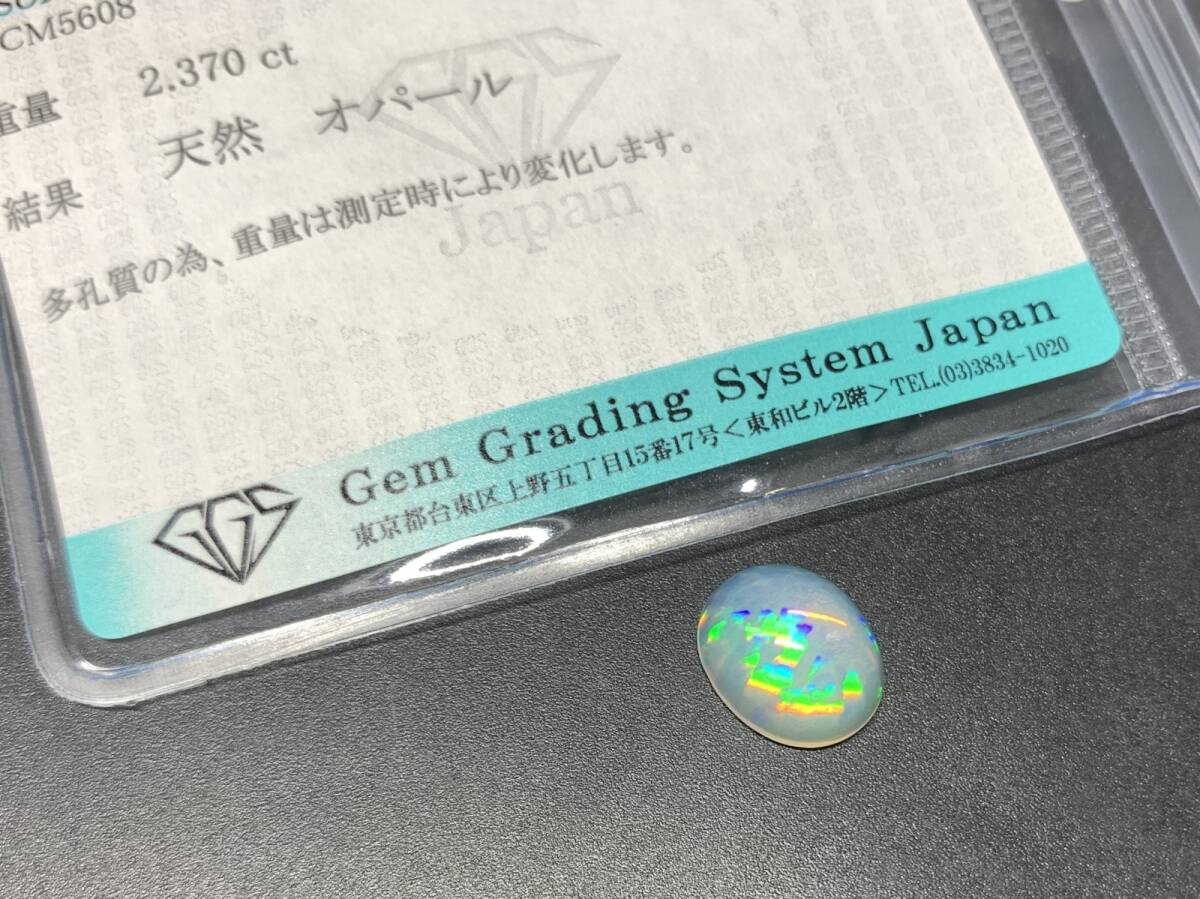 CM5608
重量 2.370 ct
結果 天然 オパール
多孔質の為、重量は測定時により変化します。
Japan
GGS
Gem Grading System Japan
東京都台東区上野五丁目15番17号<東和ビル2階>TEL.(03)3834-1020